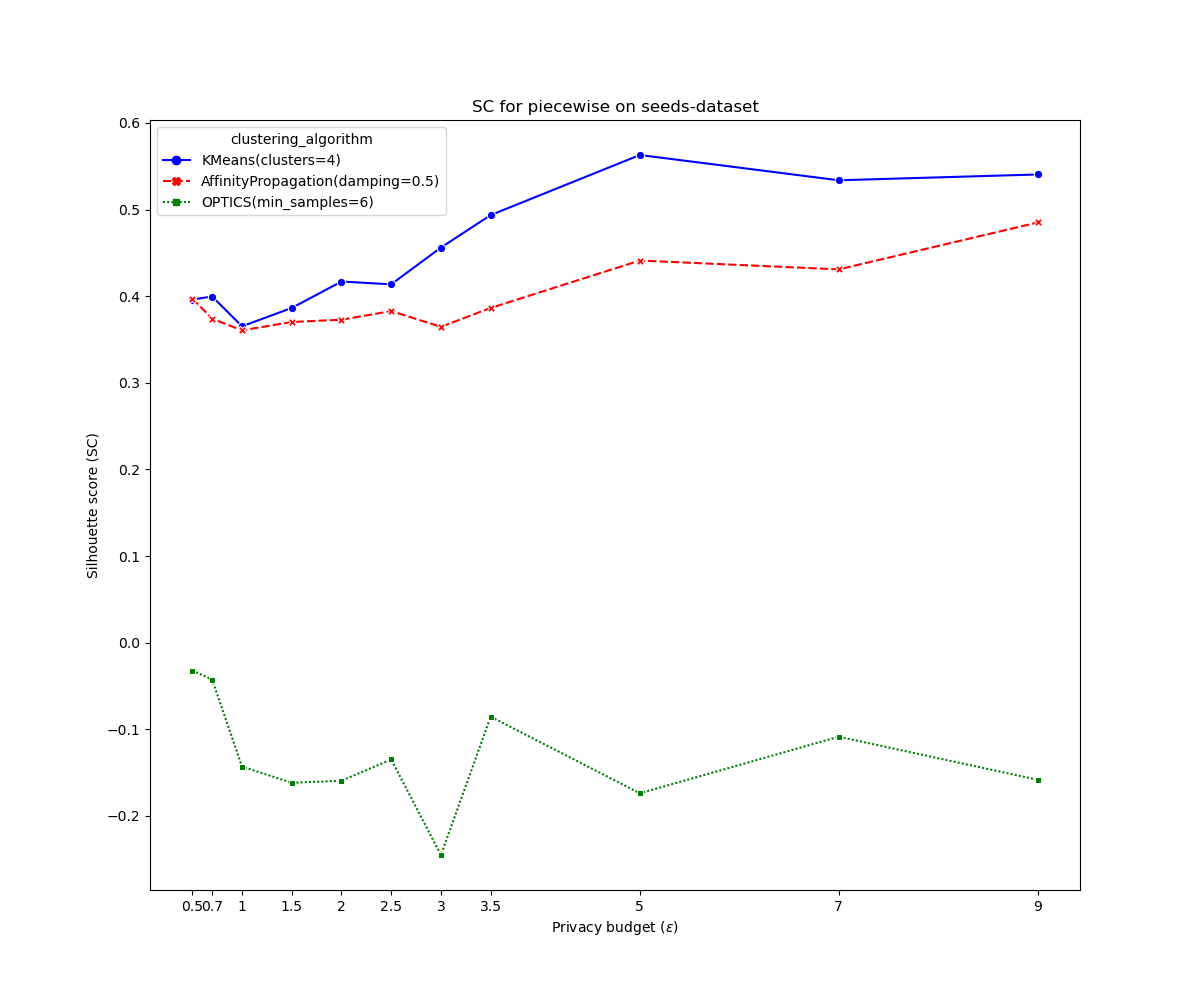 SC for piecewise on seeds-dataset
clustering_algorithm
KMeans(clusters=4)
AffinityPropagation(damping=0.5)
OPTICS(min_samples=6)
0.6
0.5
0.4
0.3
0.2
0.1
0.0
−0.1
−0.2
Silhouette score (SC)
0.5 0.7 1 1.5 2 2.5 3 3.5 5 7 9
Privacy budget (ε)